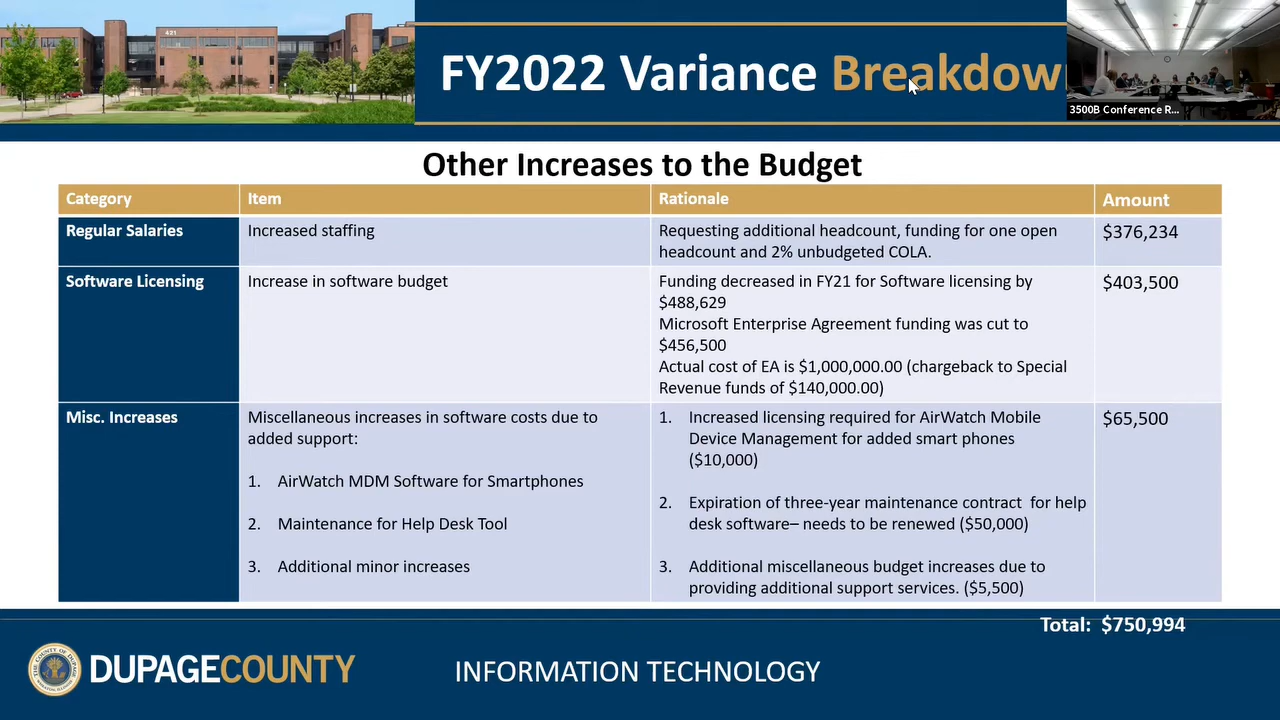 421
FY2022 Variance Breakdow
3500B Conference R...
Other Increases to the Budget
Category Item Rationale Amount
Regular Salaries Increased staffing Requesting additional headcount, funding for one open $376,234
headcount and 2% unbudgeted COLA.
Software Licensing Increase in software budget Funding decreased in FY21 for Software licensing by $403,500
$488,629
Microsoft Enterprise Agreement funding was cut to
$456,500
Actual cost of EA is $1,000,000.00 (chargeback to Special
Revenue funds of $140,000.00)
Misc. Increases Miscellaneous increases in software costs due to 1. Increased licensing required for AirWatch Mobile $65,500
added support: Device Management for added smart phones
($10,000)
1. AirWatch MDM Software for Smartphones
2. Expiration of three-year maintenance contract for help
2. Maintenance for Help Desk Tool desk software– needs to be renewed ($50,000)
3. Additional minor increases 3. Additional miscellaneous budget increases due to
providing additional support services. ($5,500)
Total: $750,994
DUPAGECOUNTY
INFORMATION TECHNOLOGY